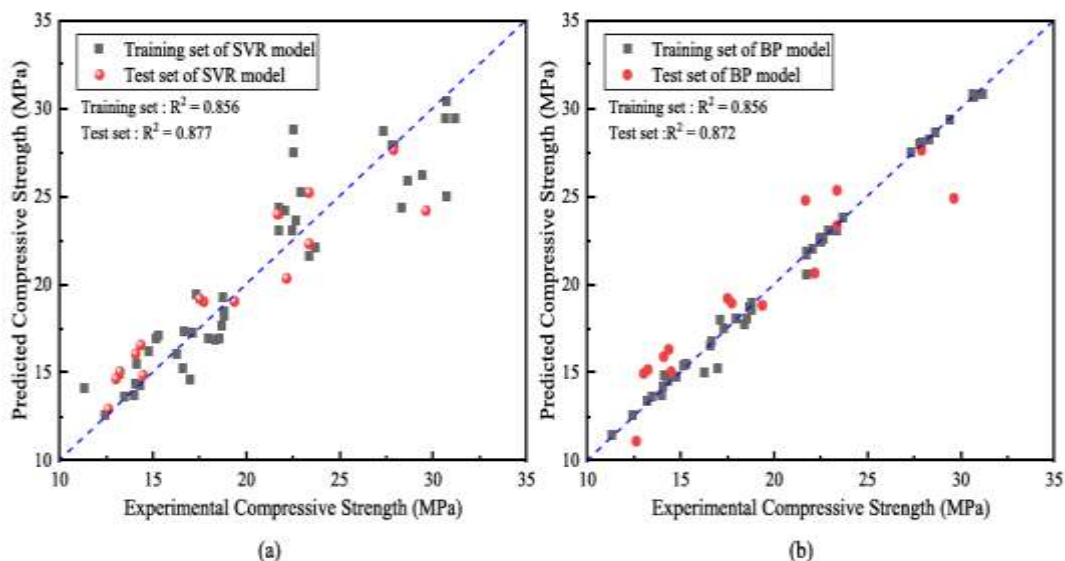 35
30
25
20
15
10
Predicted Compressive Strength (MPa)
Training set of SVR model
Test set of SVR model
Training set : R² = 0.856
Test set : R² = 0.877
10 15 20 25 30 35
Experimental Compressive Strength (MPa)
(a)
35
30
25
20
15
10
Predicted Compressive Strength (MPa)
Training set of BP model
Test set of BP model
Training set : R² = 0.856
Test set :R² = 0.872
10 15 20 25 30 35
Experimental Compressive Strength (MPa)
(b)